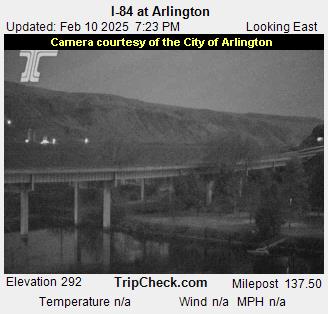 I-84 at Arlington
Updated: Feb 10 2025 7:23 PM Looking East
Camera courtesy of the City of Arlington
Elevation 292 TripCheck.com Milepost 137.50
Temperature n/a Wind n/a MPH n/a